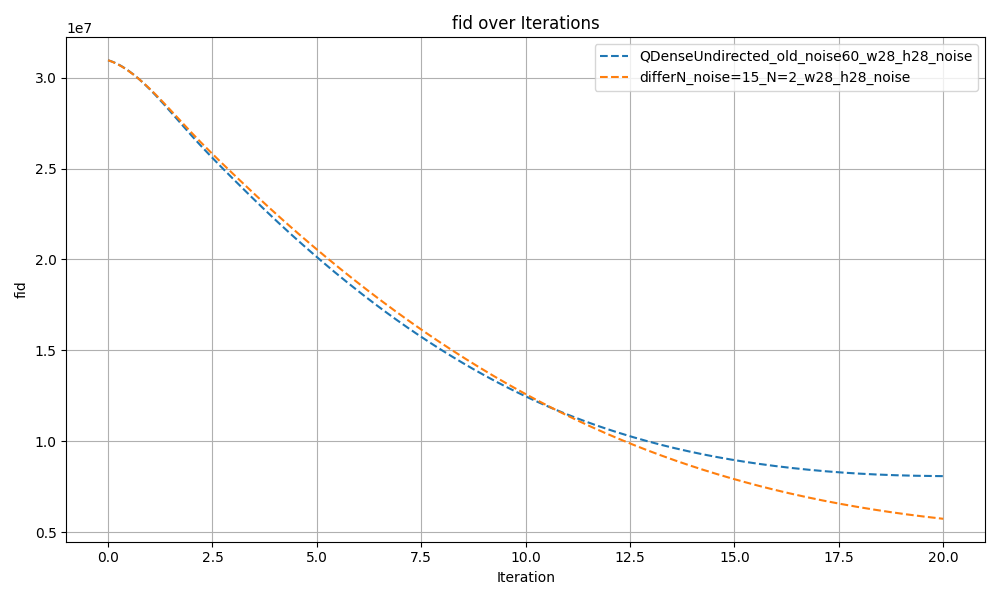 fid over Iterations
1e7
QDenseUndirected_old_noise60_w28_h28_noise
differN_noise=15_N=2_w28_h28_noise
3.0
2.5
2.0
1.5
1.0
0.5
fid
0.0 2.5 5.0 7.5 10.0 12.5 15.0 17.5 20.0
Iteration